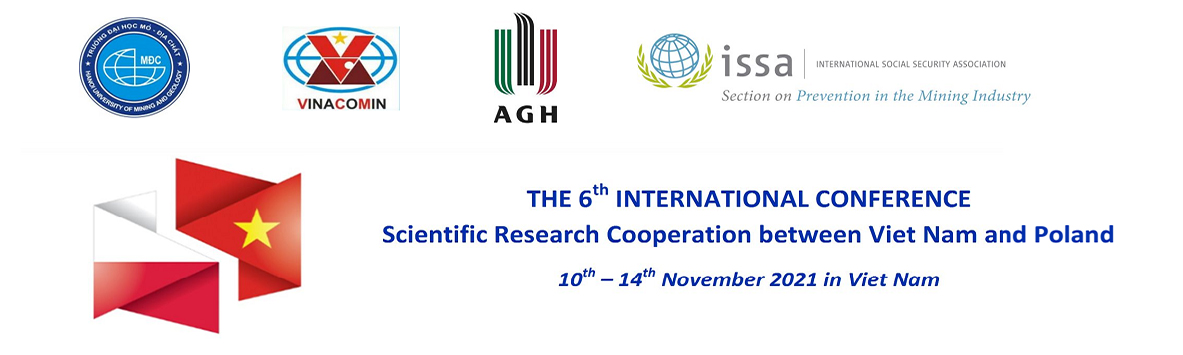 TRƯỜNG ĐẠI HỌC MỎ - ĐỊA CHẤT
MĐC
HANOI UNIVERSITY OF MINING AND GEOLOGY
VINACOMIN
AGH
issa
INTERNATIONAL SOCIAL SECURITY ASSOCIATION
Section on Prevention in the Mining Industry
THE 6th INTERNATIONAL CONFERENCE
Scientific Research Cooperation between Viet Nam and Poland
10th – 14th November 2021 in Viet Nam